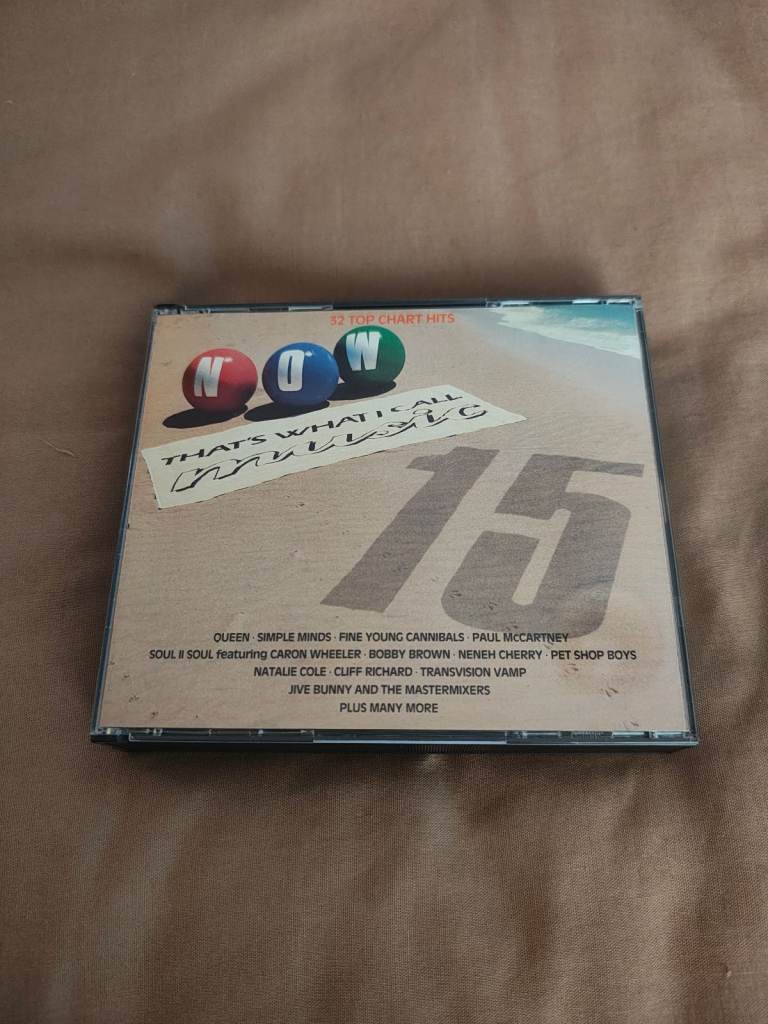 32 TOP CHART HITS
NOW
THAT'S WHAT I CALL
music
15
QUEEN · SIMPLE MINDS · FINE YOUNG CANNIBALS · PAUL McCARTNEY
SOUL II SOUL featuring CARON WHEELER · BOBBY BROWN · NENEH CHERRY · PET SHOP BOYS
NATALIE COLE · CLIFF RICHARD · TRANSVISION VAMP
JIVE BUNNY AND THE MASTERMIXERS
PLUS MANY MORE